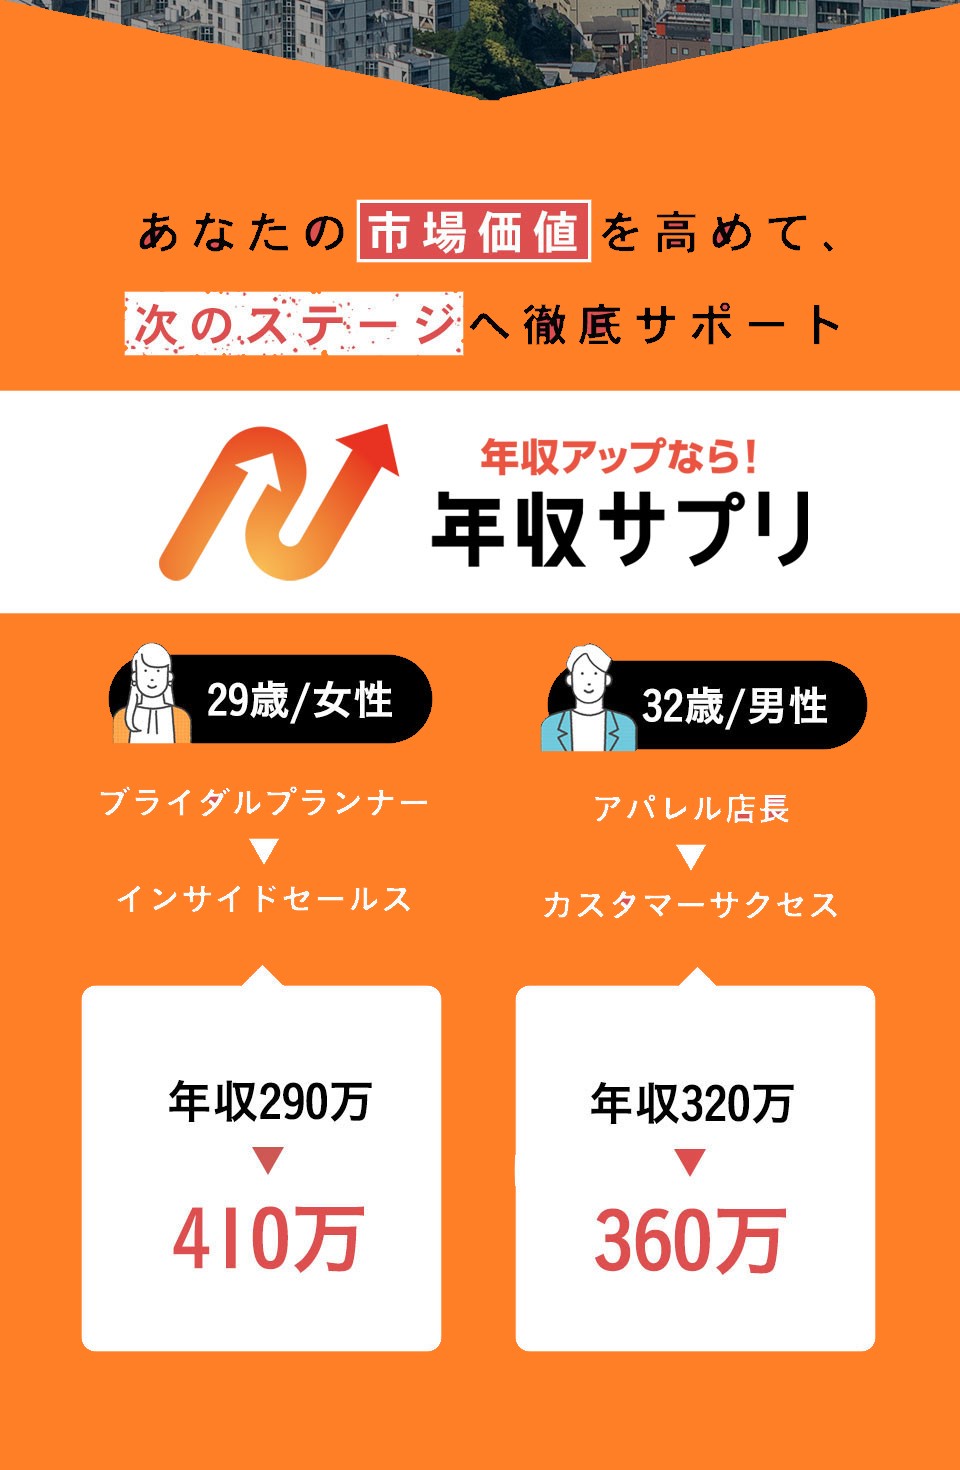 あなたの市場価値を高めて、
次のステージへ徹底サポート
年収アップなら!
年収サプリ
29歳/女性
ブライダルプランナー
▼
インサイドセールス
年収290万
▼
410万
32歳/男性
アパレル店長
▼
カスタマーサクセス
年収320万
▼
360万